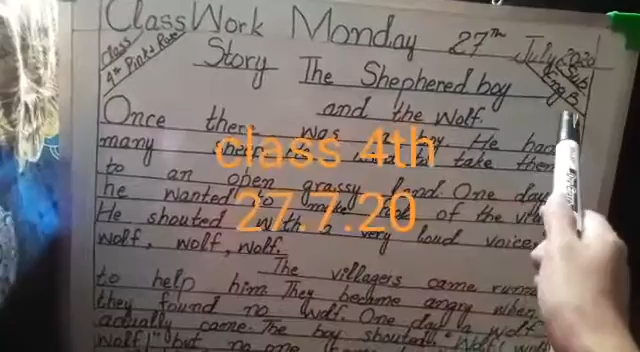 Class Work Monday 27th July 2020
Class
4th Pinks Rose
Sub
Eng B
Story The Shephered boy
and the Wolf.
Once there was a boy. He had
many take them
to an open grassy land. One day
he wanted to make of the
He shouted with a very loud voice,
wolf, wolf, wolf.
The villagers came
to help him. They became angry when
they found no wolf. One day a wolf
actually came. The boy shouted, "Wolf! wolf!
Wolf!" but no one
class 4th
27.7.20